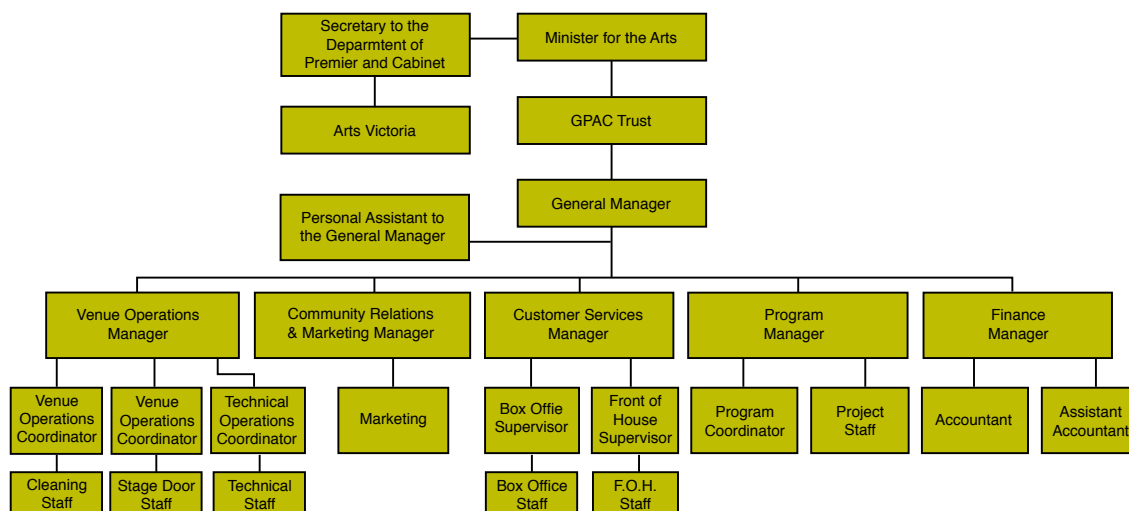 Secretary to the
Deparmtent of
Premier and Cabinet
Minister for the Arts
Arts Victoria
GPAC Trust
General Manager
Personal Assistant to
the General Manager
Venue Operations
Manager
Community Relations
& Marketing Manager
Customer Services
Manager
Program
Manager
Finance
Manager
Venue
Operations
Coordinator
Venue
Operations
Coordinator
Technical
Operations
Coordinator
Marketing
Box Offie
Supervisor
Front of
House
Supervisor
Program
Coordinator
Project
Staff
Accountant
Assistant
Accountant
Cleaning
Staff
Stage Door
Staff
Technical
Staff
Box Office
Staff
F.O.H.
Staff